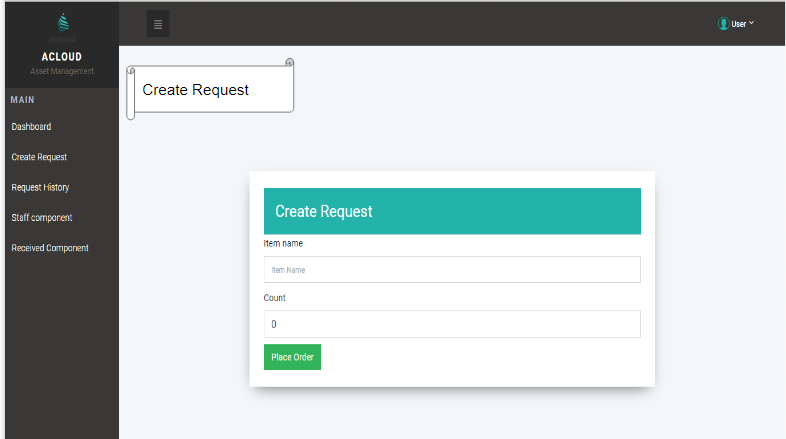 acloud
ACLOUD
Asset Management
User
MAIN
Dashboard
Create Request
Request History
Staff component
Received Component
Create Request
Create Request
Item name
Item Name
Count
0
Place Order